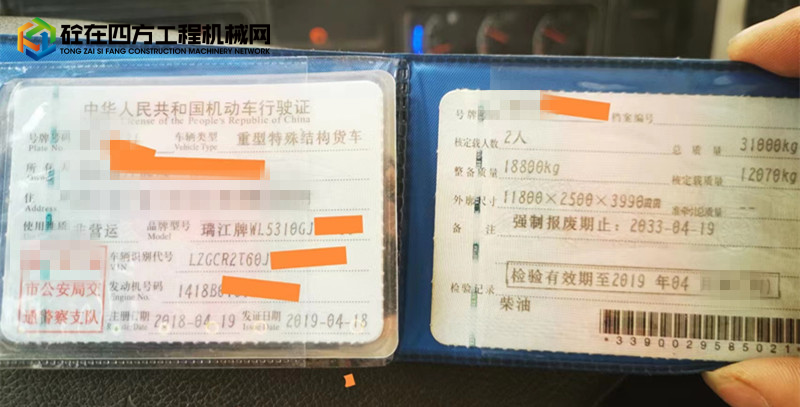 砼在四方工程机械网
TONG ZAI SI FANG CONSTRUCTION MACHINERY NETWORK
中华人民共和国机动车行驶证
License of the People's Republic of China
号牌号码 车辆类型 重型特殊结构货车
Plate No. Vehicle Type
所
住
Address
使用性质 非营运 品牌型号 瑞江牌WL5310GJ
Model
车辆识别代号 LZGCR2T60J
VIN
发动机号码 1418B0
Engine No.
市公安局交
通警察支队
注册日期 2018-04-19 发证日期 2019-04-18
Issue Date
号牌号 档案编号
核定载人数 2人 总质量 31000kg
整备质量 18800kg 核定载质量 12070kg
外廓尺寸 11800×2500×3990mm 准牵引总质量 --
备注 强制报废期止：2033-04-19
检验有效期至2019 年04
检验记录
柴油
*339002958502 1